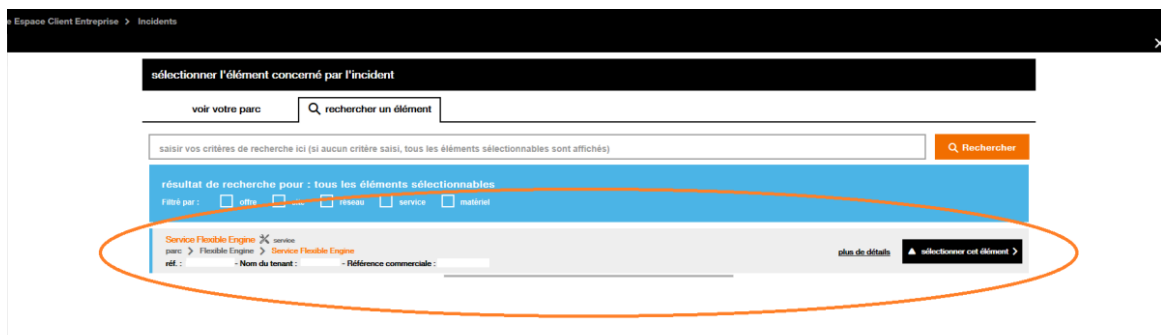 e Espace Client Entreprise > Incidents
sélectionner l'élément concerné par l'incident
voir votre parc rechercher un élément
saisir vos critères de recherche ici (si aucun critère saisi, tous les éléments sélectionnables sont affichés) Rechercher
résultat de recherche pour : tous les éléments sélectionnables
Filtré par : offre site réseau service matériel
Service Flexible Engine service
parc > Flexible Engine > Service Flexible Engine
plus de détails sélectionner cet élément >
réf. : - Nom du tenant : - Référence commerciale :